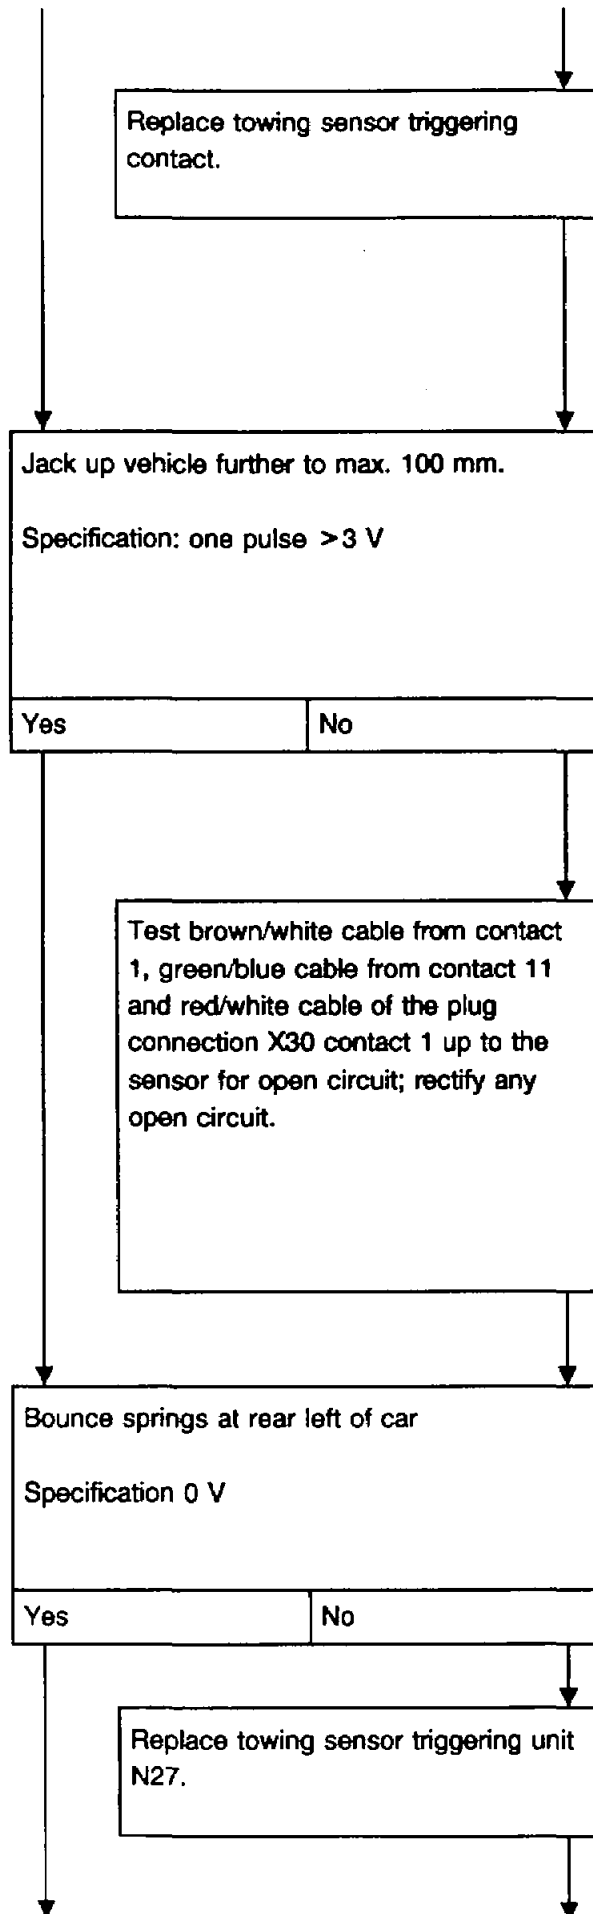 Replace towing sensor triggering
contact.
Jack up vehicle further to max. 100 mm.
Specification: one pulse >3 V
Yes
No
Test brown/white cable from contact
1, green/blue cable from contact 11
and red/white cable of the plug
connection X30 contact 1 up to the
sensor for open circuit; rectify any
open circuit.
Bounce springs at rear left of car
Specification 0 V
Yes
No
Replace towing sensor triggering unit
N27.